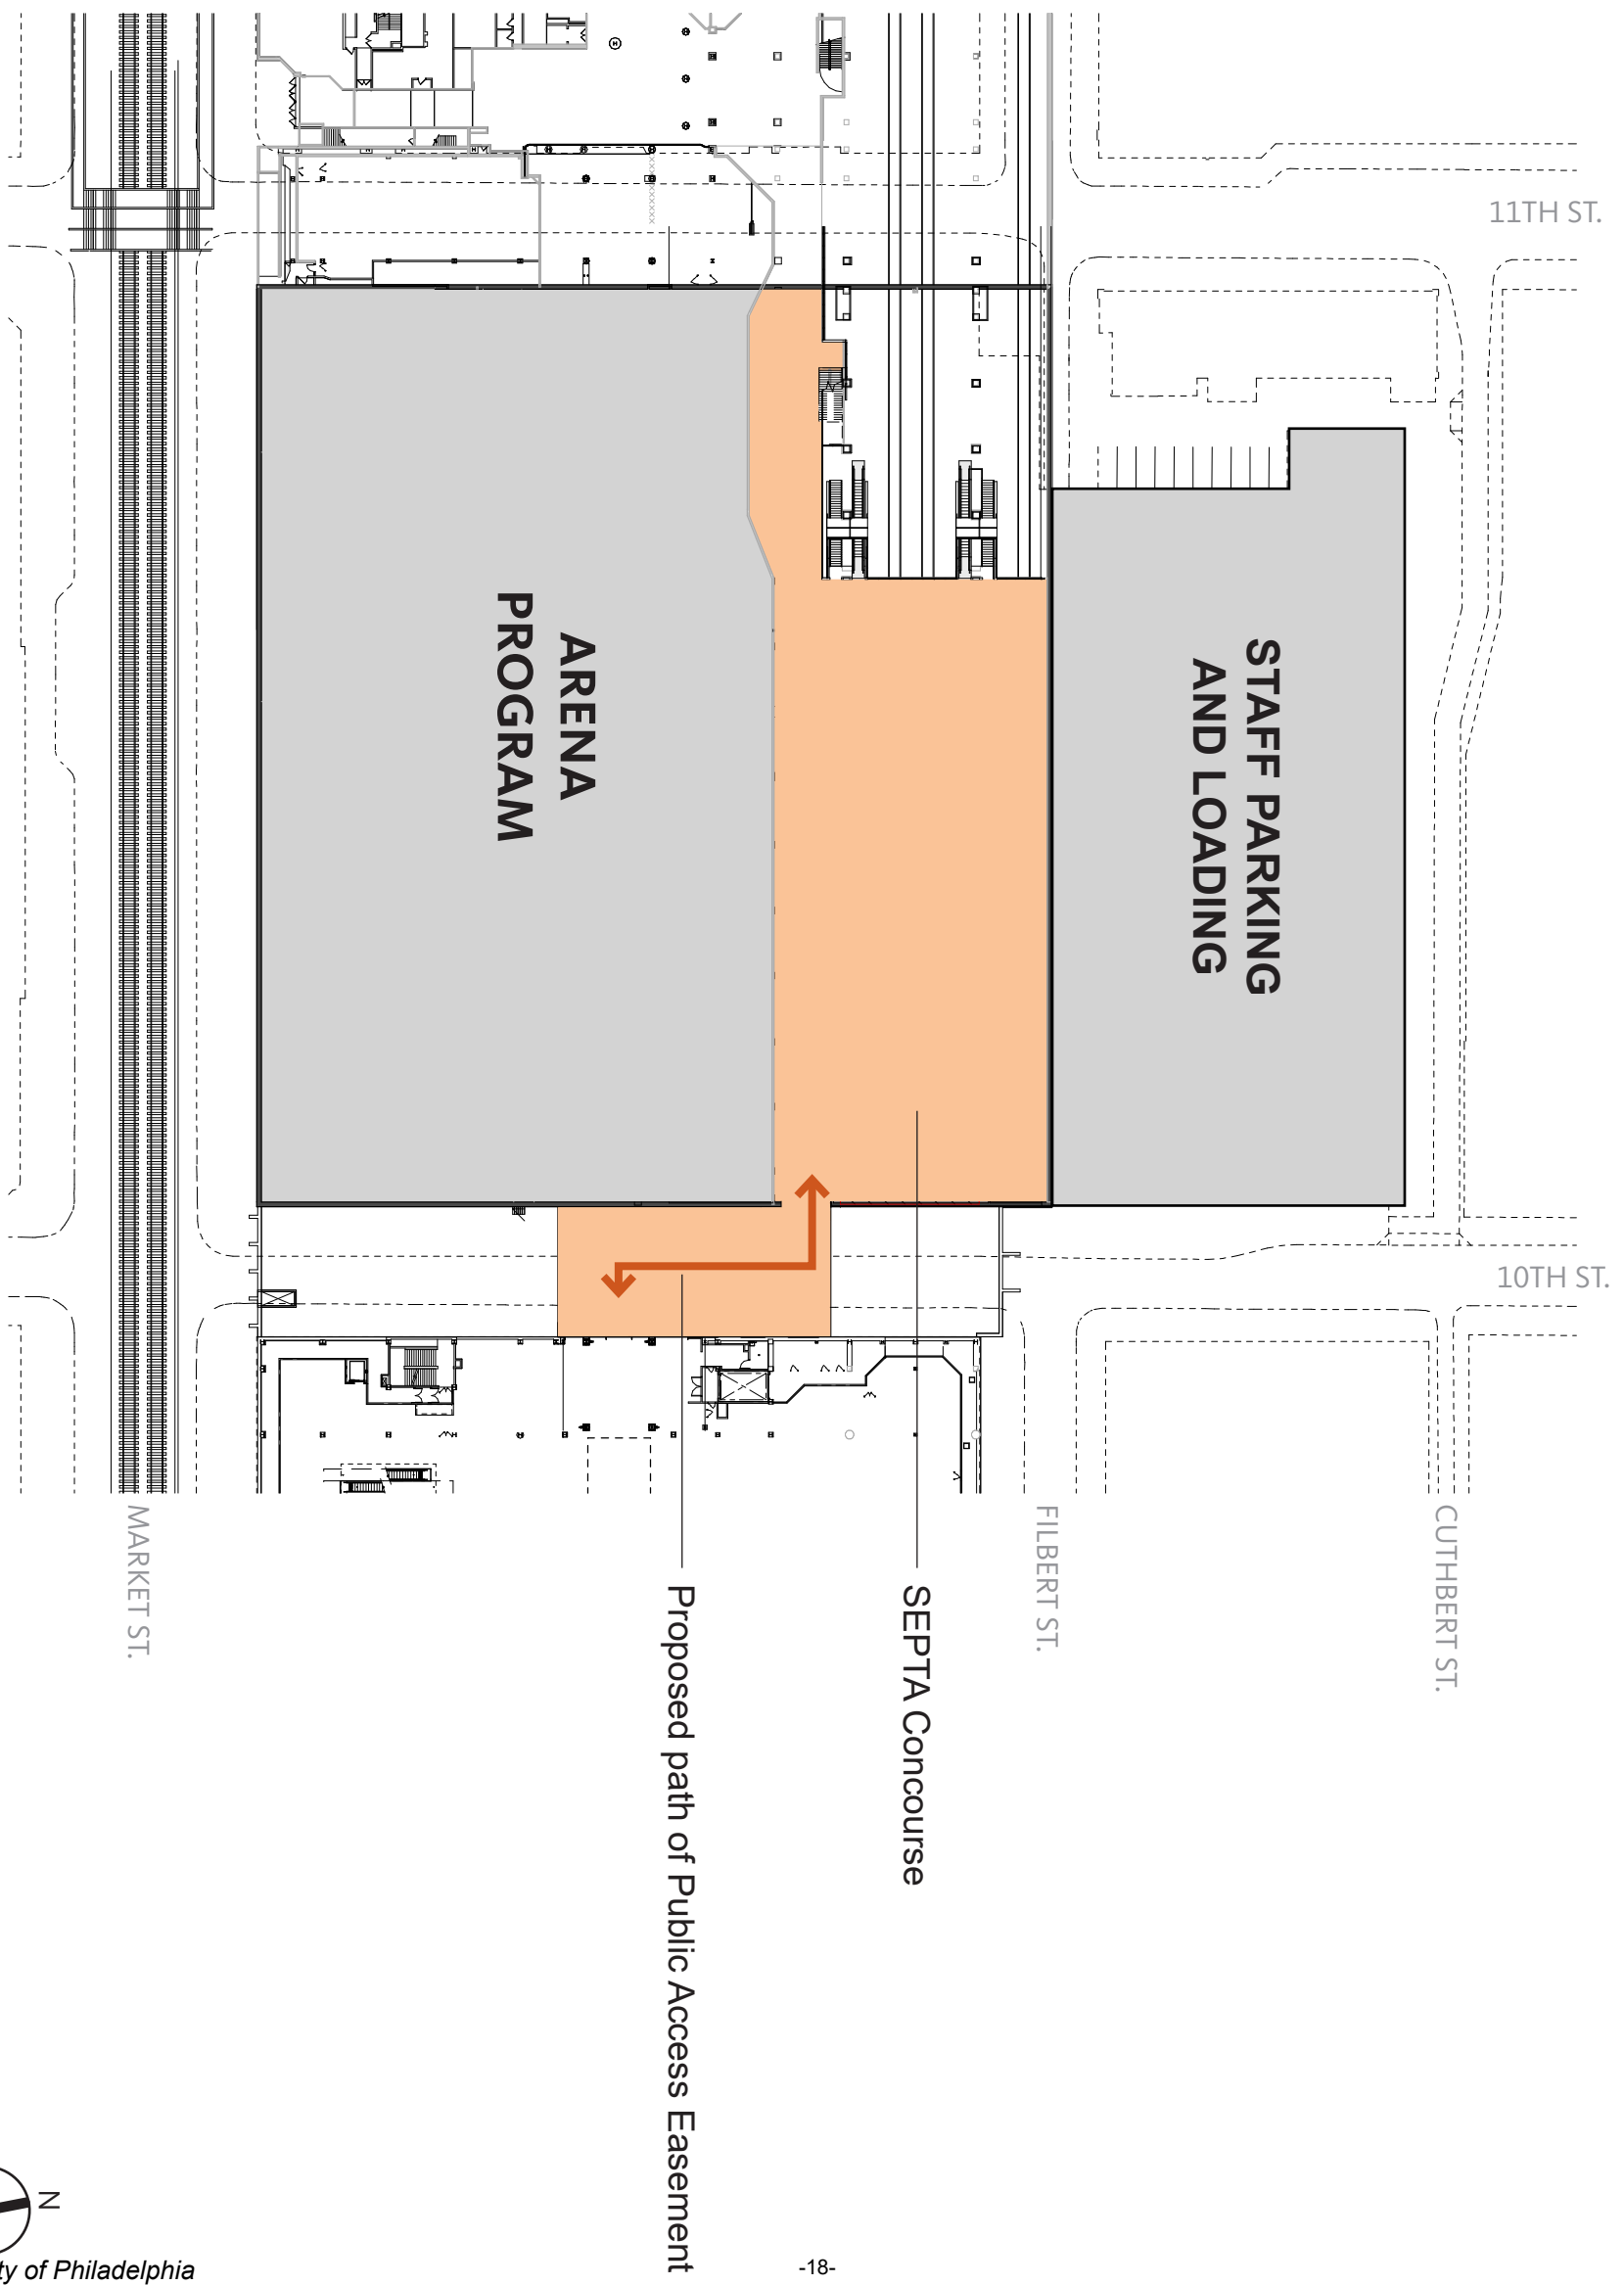 11TH ST.
ARENA
PROGRAM
STAFF PARKING
AND LOADING
10TH ST.
MARKET ST.
FILBERT ST.
CUTHBERT ST.
SEPTA Concourse
Proposed path of Public Access Easement
N
ty of Philadelphia
-18-